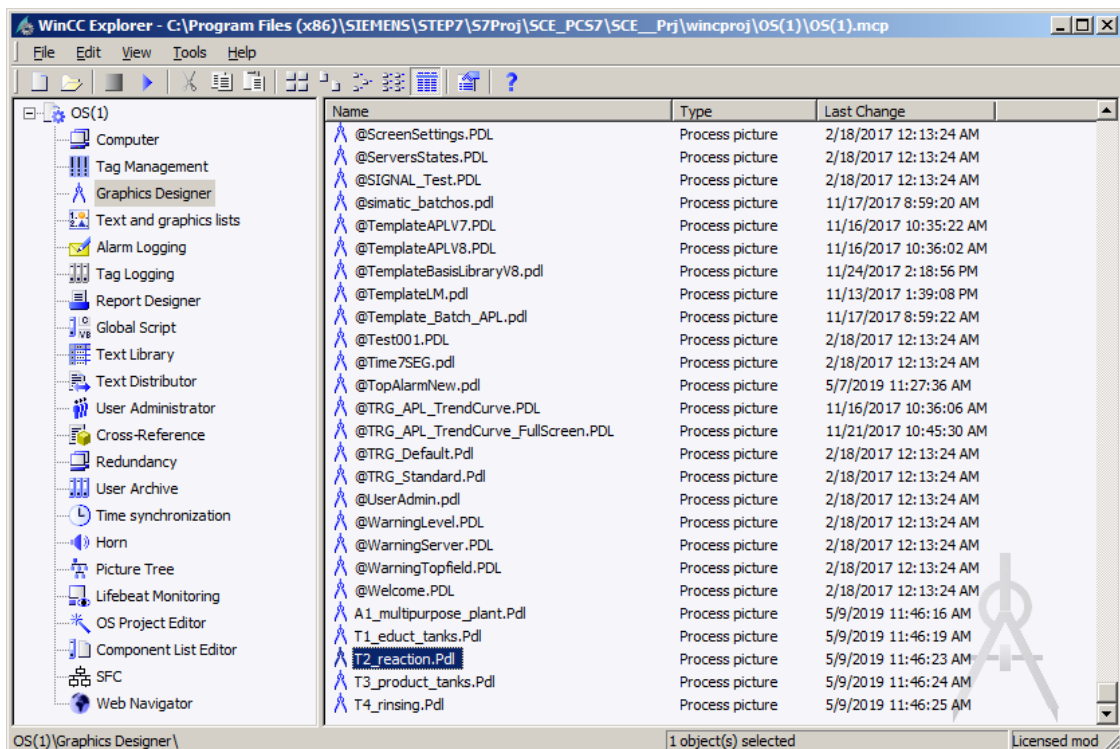 WinCC Explorer - C:\Program Files (x86)\SIEMENS\STEP7\S7Proj\SCE_PCS7\SCE__Prj\wincproj\OS(1)\OS(1).mcp
File Edit View Tools Help
OS(1)
Computer
Tag Management
Graphics Designer
Text and graphics lists
Alarm Logging
Tag Logging
Report Designer
Global Script
Text Library
Text Distributor
User Administrator
Cross-Reference
Redundancy
User Archive
Time synchronization
Horn
Picture Tree
Lifebeat Monitoring
OS Project Editor
Component List Editor
SFC
Web Navigator
Name Type Last Change
@ScreenSettings.PDL Process picture 2/18/2017 12:13:24 AM
@ServersStates.PDL Process picture 2/18/2017 12:13:24 AM
@SIGNAL_Test.PDL Process picture 2/18/2017 12:13:24 AM
@simatic_batchos.pdl Process picture 11/17/2017 8:59:20 AM
@TemplateAPLV7.PDL Process picture 11/16/2017 10:35:22 AM
@TemplateAPLV8.PDL Process picture 11/16/2017 10:36:02 AM
@TemplateBasisLibraryV8.pdl Process picture 11/24/2017 2:18:56 PM
@TemplateLM.pdl Process picture 11/13/2017 1:39:08 PM
@Template_Batch_APL.pdl Process picture 11/17/2017 8:59:22 AM
@Test001.PDL Process picture 2/18/2017 12:13:24 AM
@Time7SEG.pdl Process picture 2/18/2017 12:13:24 AM
@TopAlarmNew.pdl Process picture 5/7/2019 11:27:36 AM
@TRG_APL_TrendCurve.PDL Process picture 11/16/2017 10:36:06 AM
@TRG_APL_TrendCurve_FullScreen.PDL Process picture 11/21/2017 10:45:30 AM
@TRG_Default.Pdl Process picture 2/18/2017 12:13:24 AM
@TRG_Standard.Pdl Process picture 2/18/2017 12:13:24 AM
@UserAdmin.pdl Process picture 2/18/2017 12:13:24 AM
@WarningLevel.PDL Process picture 2/18/2017 12:13:24 AM
@WarningServer.PDL Process picture 2/18/2017 12:13:24 AM
@WarningTopfield.PDL Process picture 2/18/2017 12:13:24 AM
@Welcome.PDL Process picture 2/18/2017 12:13:24 AM
A1_multipurpose_plant.Pdl Process picture 5/9/2019 11:46:16 AM
T1_educt_tanks.Pdl Process picture 5/9/2019 11:46:19 AM
T2_reaction.Pdl Process picture 5/9/2019 11:46:23 AM
T3_product_tanks.Pdl Process picture 5/9/2019 11:46:24 AM
T4_rinsing.Pdl Process picture 5/9/2019 11:46:25 AM
OS(1)\Graphics Designer\ 1 object(s) selected Licensed mod